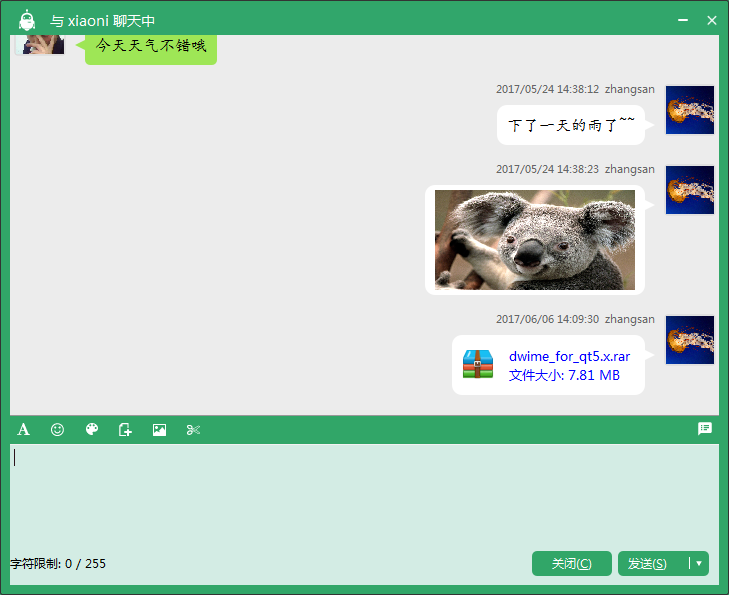 与 xiaoni 聊天中
今天天气不错哦
2017/05/24 14:38:12 zhangsan
下了一天的雨了~~
2017/05/24 14:38:23 zhangsan
2017/06/06 14:09:30 zhangsan
dwime_for_qt5.x.rar
文件大小: 7.81 MB
A
字符限制: 0 / 255
关闭(C)
发送(S)